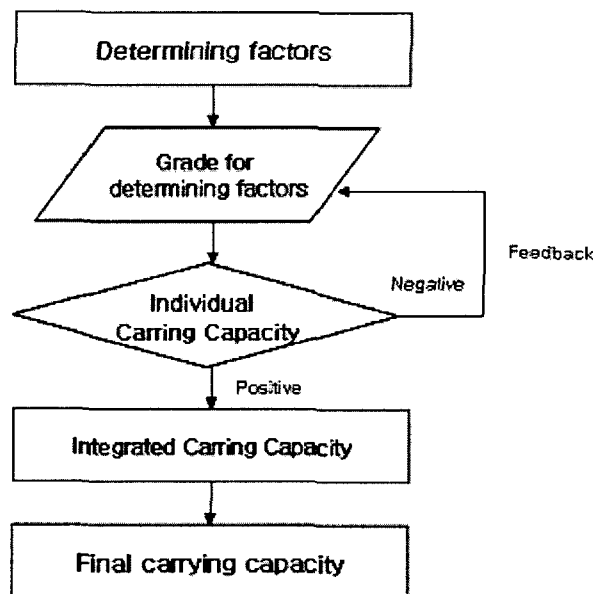 Determining factors
Grade for
determining factors
Feedback
Negative
Individual
Carring Capacity
Positive
Integrated Carring Capacity
Final carrying capacity